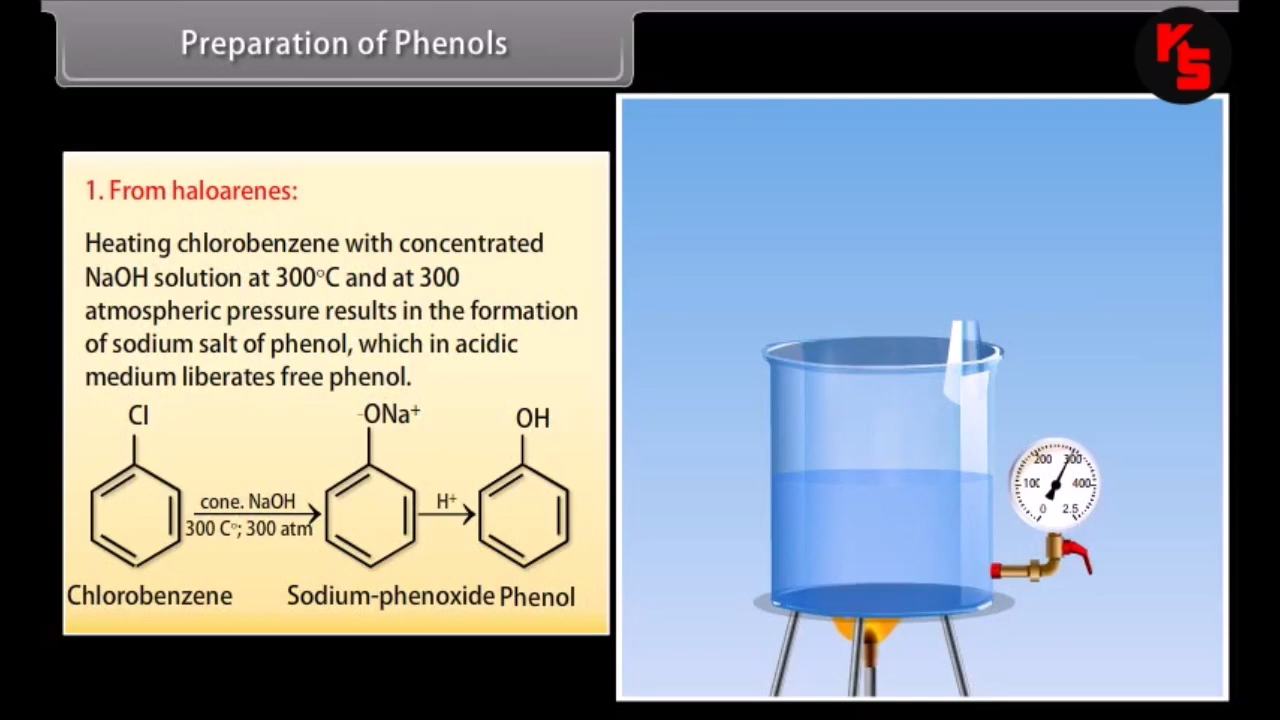 Preparation of Phenols
KS
1. From haloarenes:
Heating chlorobenzene with concentrated
NaOH solution at 300°C and at 300
atmospheric pressure results in the formation
of sodium salt of phenol, which in acidic
medium liberates free phenol.
Cl
-ONa+
OH
cone. NaOH
300 C°; 300 atm
H+
Chlorobenzene
Sodium-phenoxide
Phenol
200 300
100 400
0 2.5